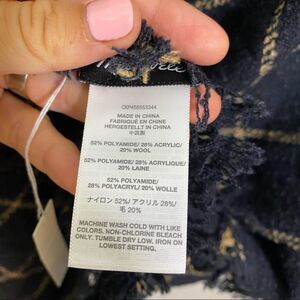 CKP458553344
MADE IN CHINA
FABRIQUÉ EN CHINE
HERGESTELLT IN CHINA
中国製
52% POLYAMIDE/ 28% ACRYLIC/
20% WOOL
52% POLYAMIDE/ 28% ACRYLIQUE/
20% LAINE
52% POLYAMIDE/
28% POLYACRYL/ 20% WOLLE
ナイロン 52%/ アクリル 28%/
毛 20%
MACHINE WASH COLD WITH LIKE
COLORS. NON-CHLORINE BLEACH
ONLY. TUMBLE DRY LOW. IRON ON
LOWEST SETTING.